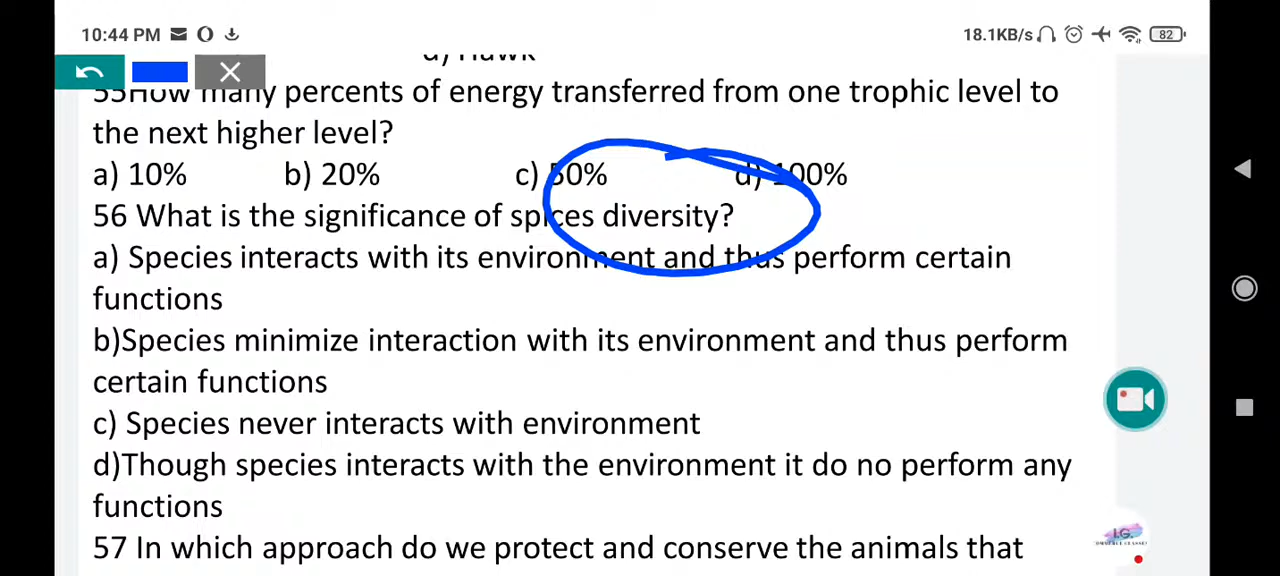 10:44 PM
18.1KB/s
82
d) Hawk
55How many percents of energy transferred from one trophic level to
the next higher level?
a) 10% b) 20% c) 50% d) 100%
56 What is the significance of spices diversity?
a) Species interacts with its environment and thus perform certain
functions
b)Species minimize interaction with its environment and thus perform
certain functions
c) Species never interacts with environment
d)Though species interacts with the environment it do no perform any
functions
I.G.
57 In which approach do we protect and conserve the animals that